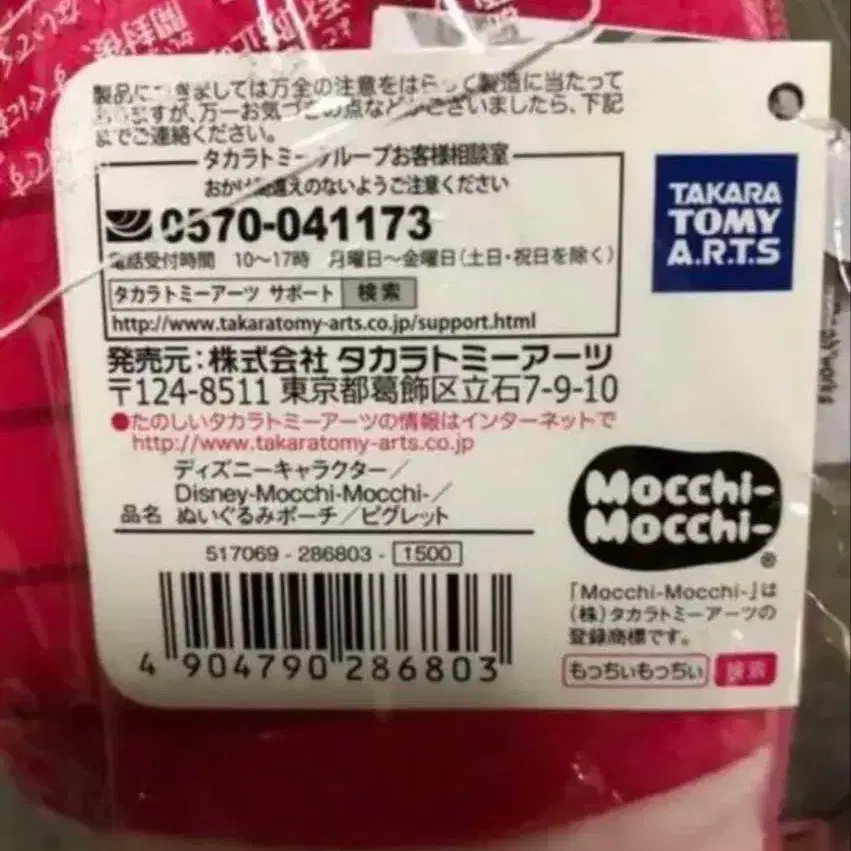 製品につきましては万全の注意をはらって製造に当たって
おりますが、万一お気づきの点などがございましたら、下記
までご連絡ください。
タカラトミーグループお客様相談室
おかけ間違えのないようご注意ください
0570-041173
電話受付時間 10〜17時 月曜日〜金曜日(土日・祝日を除く)
タカラトミーアーツ サポート 検索
http://www.takaratomy-arts.co.jp/support.html
発売元:株式会社 タカラトミーアーツ
〒124-8511 東京都葛飾区立石7-9-10
●たのしいタカラトミーアーツの情報はインターネットで
http://www.takaratomy-arts.co.jp
ディズニーキャラクター/
Disney-Mocchi-Mocchi-/
品名 ぬいぐるみポーチ/ピグレット
517069 - 286803 - 1500
4 904790 286803
TAKARA
TOMY
A.R.T.S
Mocchi-
Mocchi-
®
「Mocchi-Mocchi-」は
(株)タカラトミーアーツの
登録商標です。
もっちぃもっちぃ 検索
開封後、
works